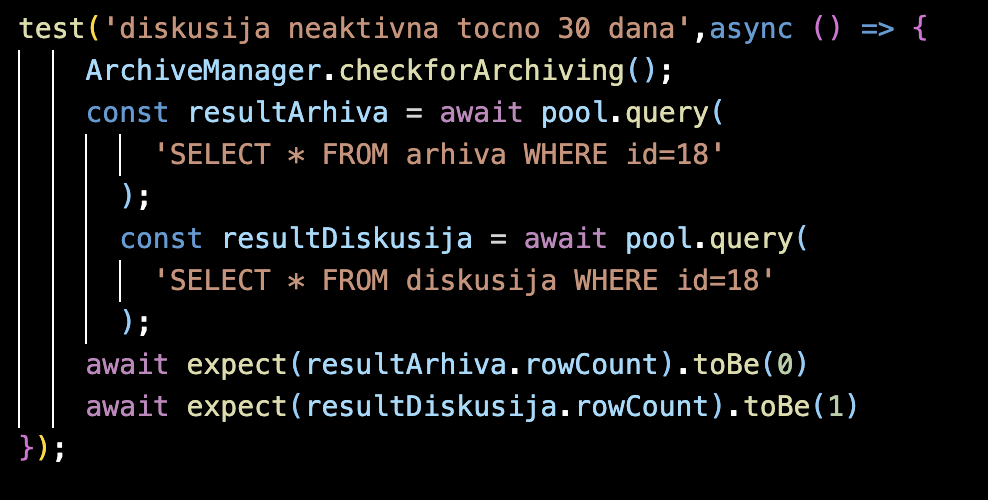 test('diskusija neaktivna tocno 30 dana',async () => {
ArchiveManager.checkforArchiving();
const resultArhiva = await pool.query(
'SELECT * FROM arhiva WHERE id=18'
);
const resultDiskusija = await pool.query(
'SELECT * FROM diskusija WHERE id=18'
);
await expect(resultArhiva.rowCount).toBe(0)
await expect(resultDiskusija.rowCount).toBe(1)
});